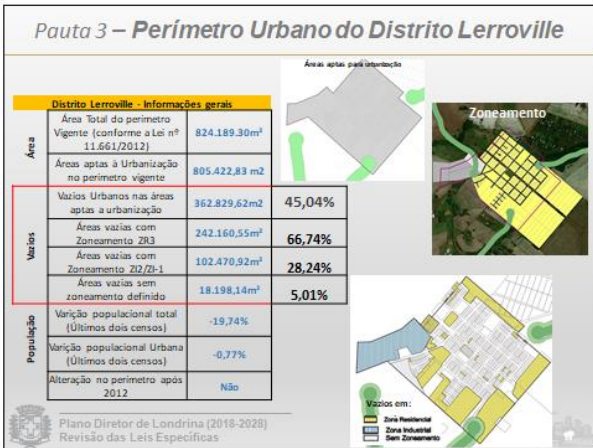 Pauta 3 – Perímetro Urbano do Distrito Lerroville
Áreas aptas para urbanização
Distrito Lerroville - Informações gerais
Área
Área Total do perímetro
Vigente (conforme a Lei nº
11.661/2012)
824.189.30m²
Áreas aptas à Urbanização
no perímetro vigente
805.422,83 m2
Vazios
Vazios Urbanos nas áreas
aptas a urbanização
362.829,62m2
45,04%
Áreas vazias com
Zoneamento ZR3
242.160,55m²
66,74%
Áreas vazias com
Zoneamento ZI2/ZI-1
102.470,92m²
28,24%
Áreas vazias sem
zoneamento definido
18.198,14m²
5,01%
População
Varição populacional total
(Últimos dois censos)
-19,74%
Varição populacional Urbana
(Últimos dois censos)
-0,77%
Alteração no perímetro após
2012
Não
Zoneamento
Vazios em:
Zona Residencial
Zona Industrial
Sem Zoneamento
Plano Diretor de Londrina (2018-2028)
Revisão das Leis Específicas